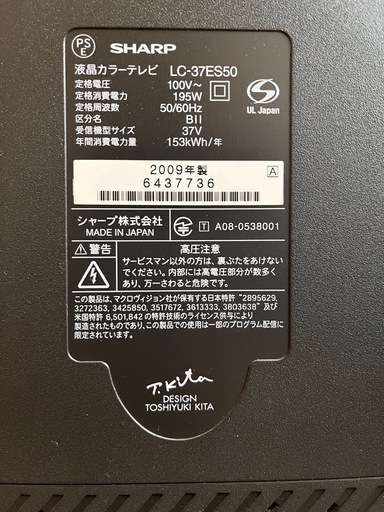 PS E SHARP
液晶カラーテレビ LC-37ES50
定格電圧 100V~
定格消費電力 195W
定格周波数 50/60Hz
区分名 BII
受信機型サイズ 37V
年間消費電力量 153kWh/年
UL Japan
2009年製 A
6437736
シャープ株式会社
MADE IN JAPAN
T A08-0538001
警告 高圧注意
サービスマン以外の方は、裏ぶたをあけない
でください。内部には高電圧部分が数多く
あり、万一さわると危険です。
この製品は、マクロヴィジョン社が保有する日本特許 "2895629,
3272363, 3425850, 3517672, 3613333, 3803638" 及び
米国特許 6,501,842 の特許技術のライセンス供与により
製造されたものであり、この製品での使用は一部のプログラム配信に
限定されています。
T.Kita
DESIGN
TOSHIYUKI KITA